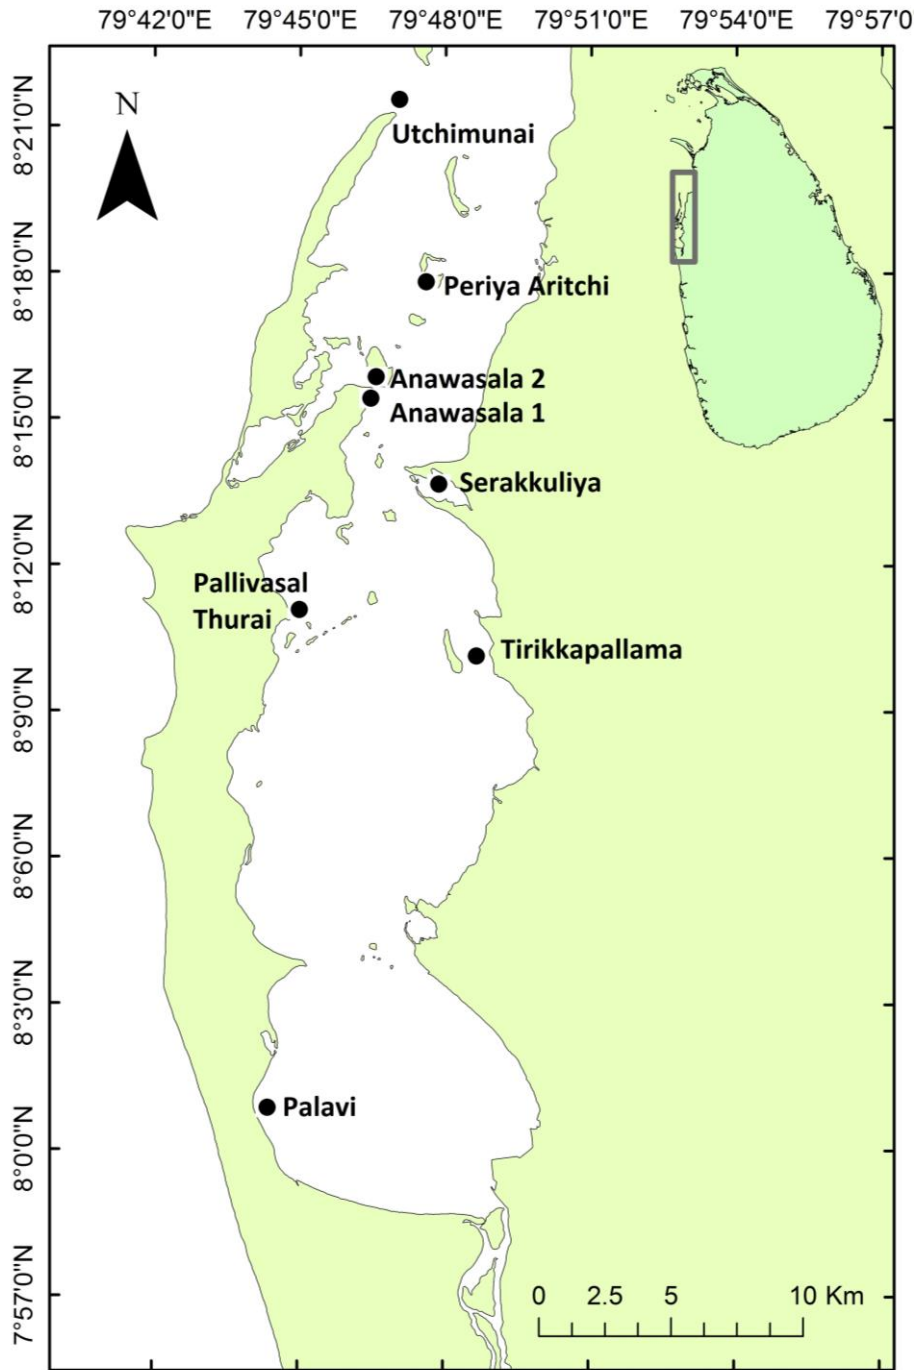 79°42'0"E 79°45'0"E 79°48'0"E 79°51'0"E 79°54'0"E 79°57'0"
8°21'0"N
8°18'0"N
8°15'0"N
8°12'0"N
8°9'0"N
8°6'0"N
8°3'0"N
8°0'0"N
7°57'0"N
N
Utchimunai
Periya Aritchi
Anawasala 2
Anawasala 1
Serakkuliya
Pallivasal
Thurai
Tirikkapallama
Palavi
0 2.5 5 10 Km